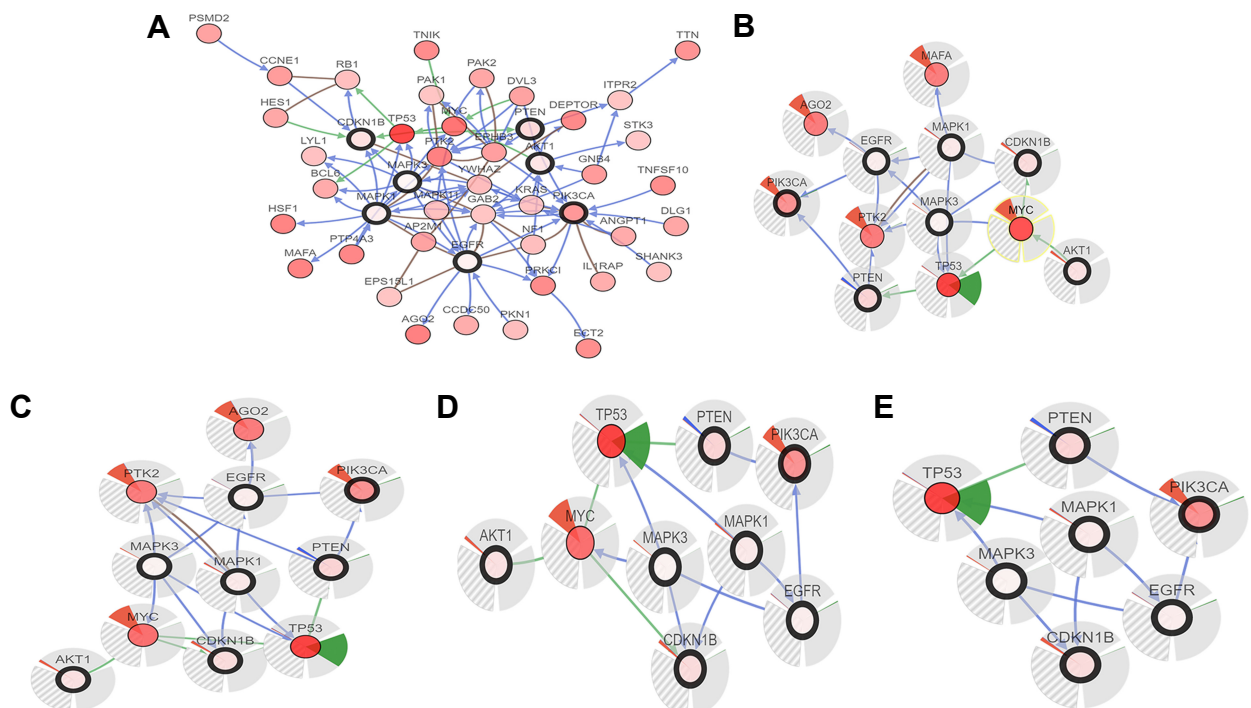 A
PSMD2
TNIK
TTN
CCNE1
RB1
PAK2
PAK1
DVL3
ITPR2
HES1
CDKN1B
TP53
MYC
PTEN
DEPTOR
STK3
LYL1
PTK2
EPHB3
AKT1
GNB4
BCL6
MAPK3
YWHAZ
TNFSF10
MAPK1
MAPK11
GAB2
KRAS
PIK3CA
HSF1
PTP4A3
AP2M1
NF1
ANGPT1
DLG1
MAFA
EGFR
SHANK3
EPS15L1
PRKCI
IL1RAP
AGO2
CCDC50
PKN1
ECT2
B
MAFA
AGO2
EGFR
MAPK1
CDKN1B
PIK3CA
PTK2
MAPK3
MYC
PTEN
TP53
AKT1
C
AGO2
PTK2
EGFR
PIK3CA
MAPK3
MAPK1
PTEN
MYC
CDKN1B
TP53
AKT1
D
TP53
PTEN
PIK3CA
MYC
AKT1
MAPK3
MAPK1
EGFR
CDKN1B
E
PTEN
TP53
PIK3CA
MAPK1
MAPK3
EGFR
CDKN1B